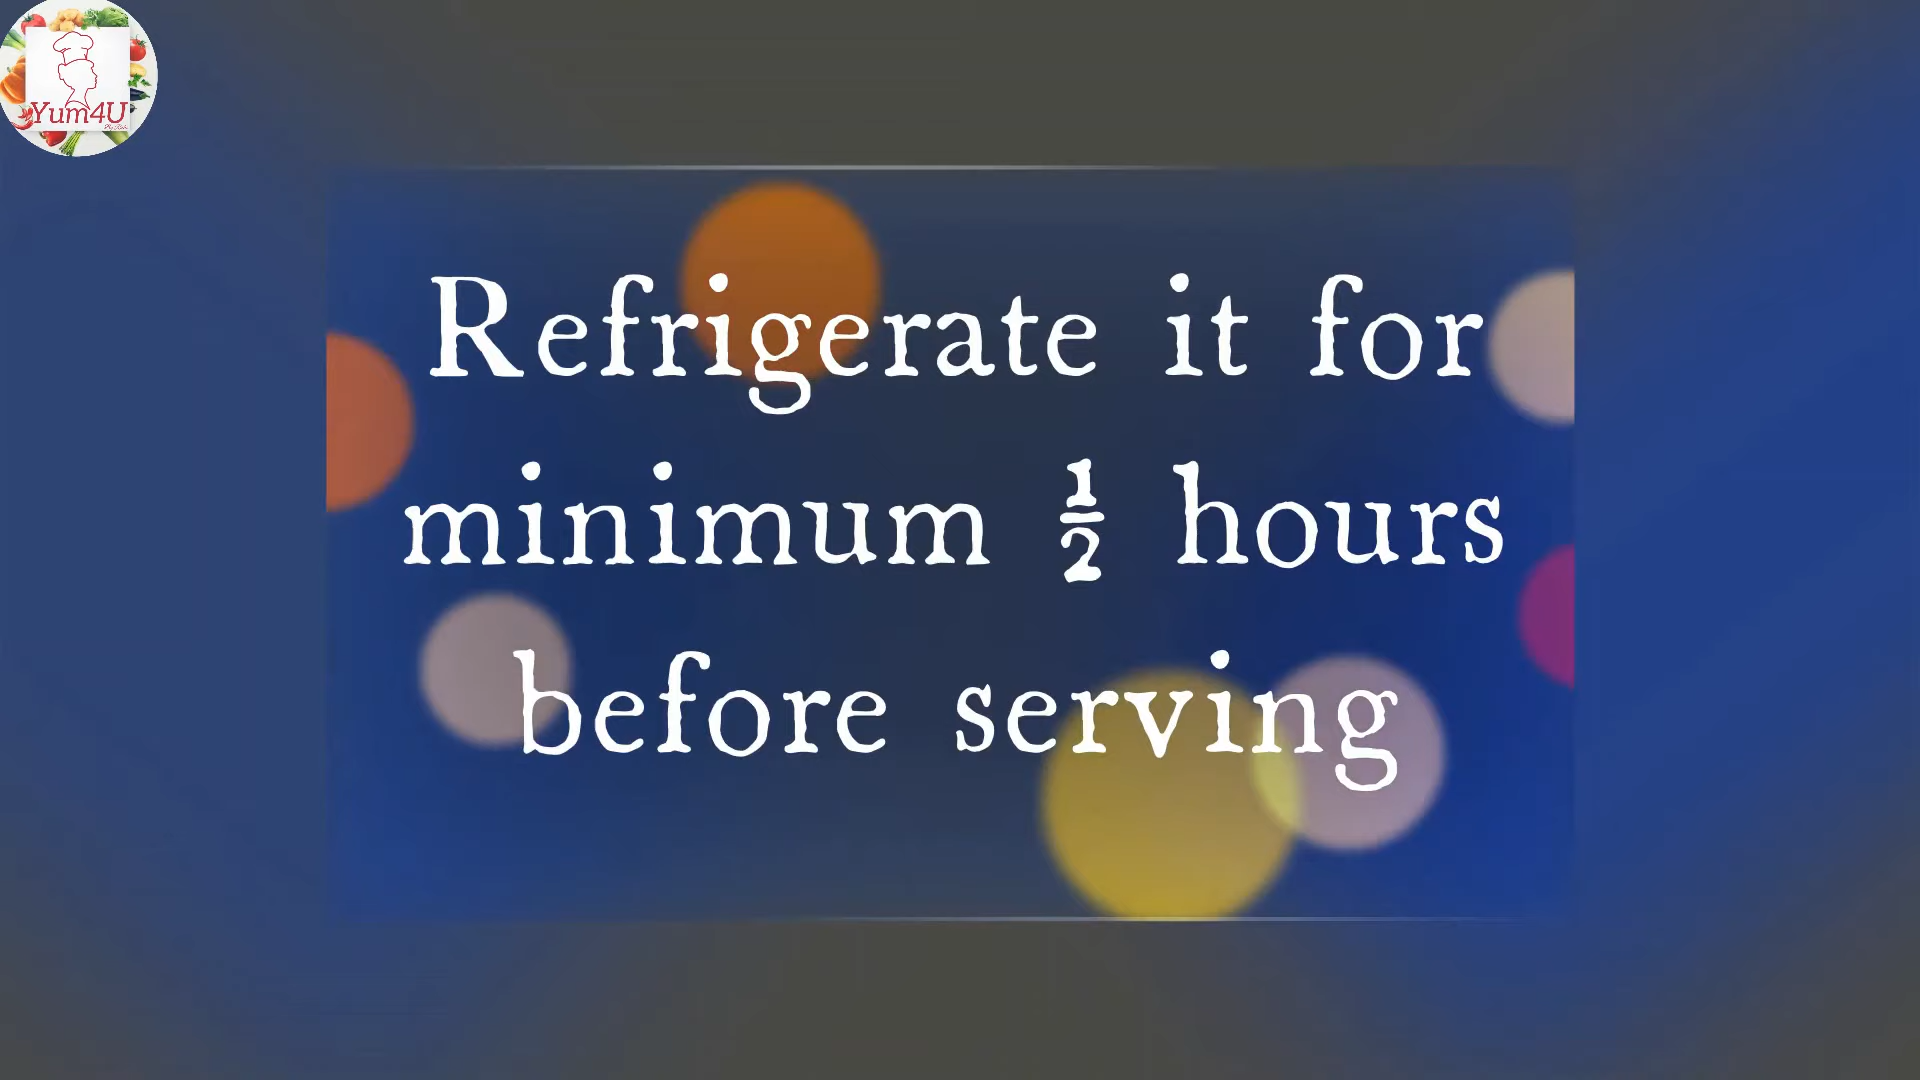 Yum4U
Refrigerate it for
minimum ½ hours
before serving